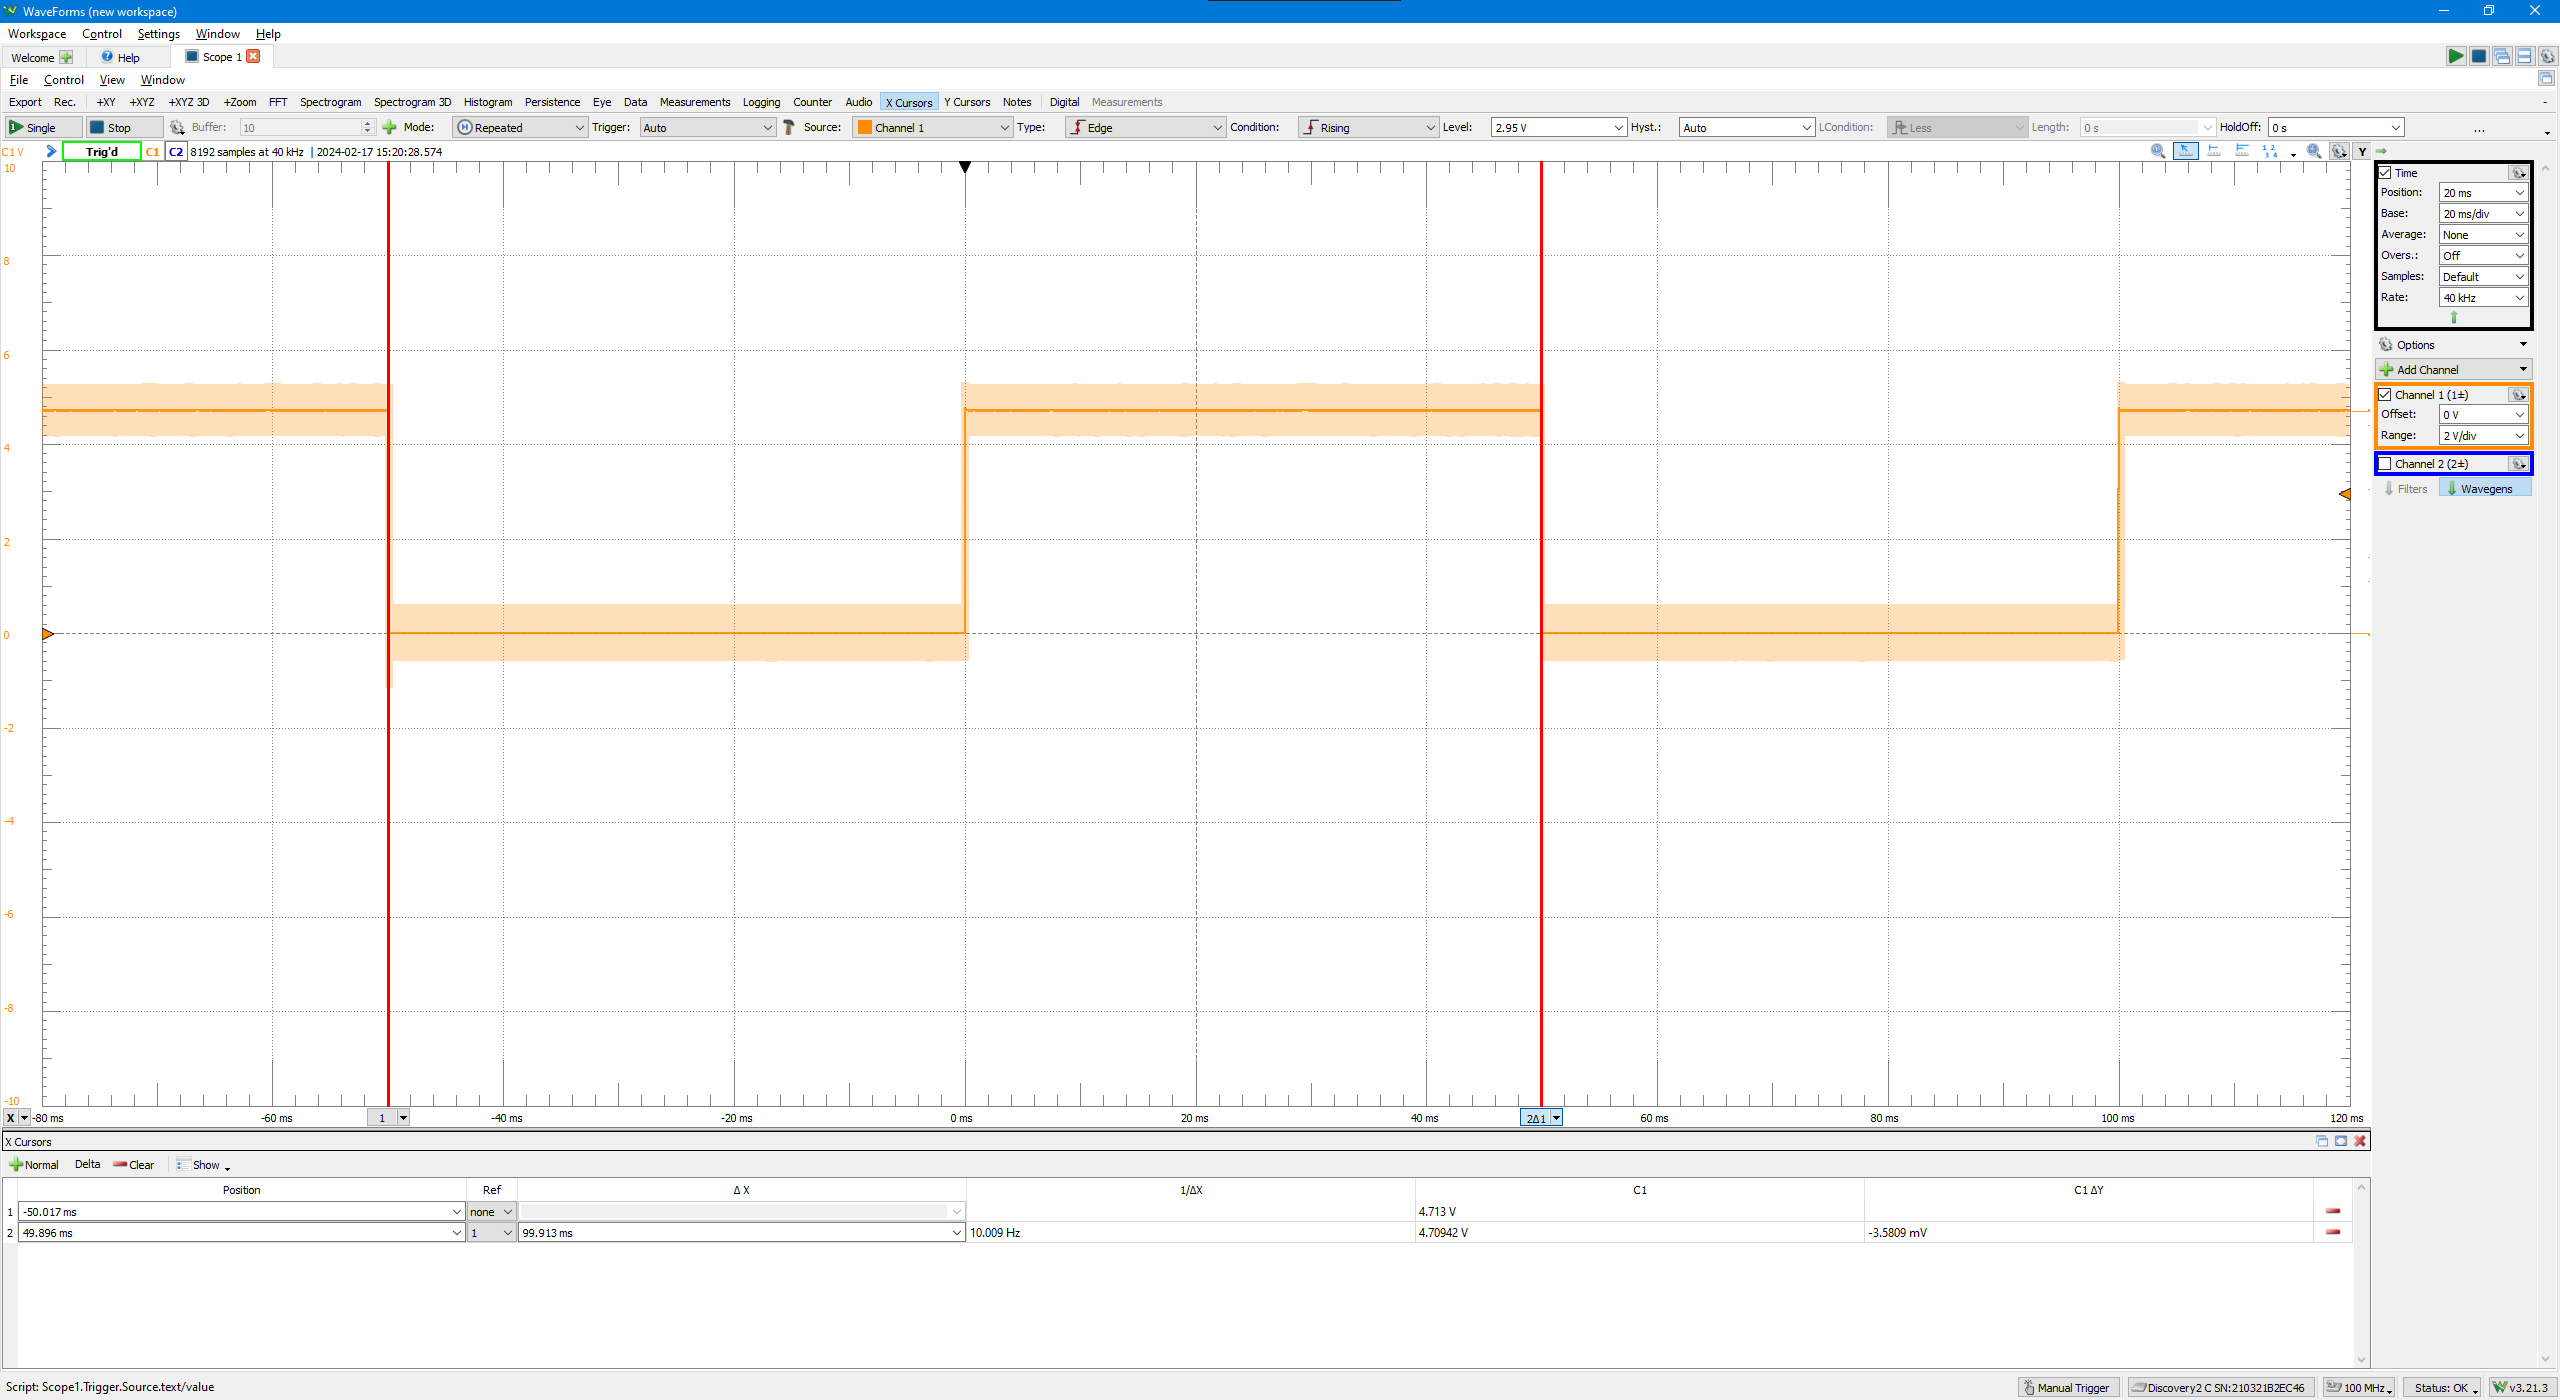 WaveForms (new workspace)
Workspace Control Settings Window Help
Welcome Help Scope 1
File Control View Window
Export Rec. +XY +XYZ +XYZ 3D +Zoom FFT Spectrogram Spectrogram 3D Histogram Persistence Eye Data Measurements Logging Counter Audio X Cursors Y Cursors Notes Digital Measurements
Single Stop Buffer: 10 Mode: Repeated Trigger: Auto Source: Channel 1 Type: Edge Condition: Rising Level: 2.95 V Hyst.: Auto LCondition: Less Length: 0 s HoldOff: 0 s ...
C1 V Trig'd C1 C2 8192 samples at 40 kHz | 2024-02-17 15:20:28.574 Y
10
8
6
4
2
0
-2
-4
-6
-8
-10
X -80 ms -60 ms 1 -40 ms -20 ms 0 ms 20 ms 40 ms 2Δ1 60 ms 80 ms 100 ms 120 ms
Time
Position: 20 ms
Base: 20 ms/div
Average: None
Overs.: Off
Samples: Default
Rate: 40 kHz
Options
Add Channel
Channel 1 (1±)
Offset: 0 V
Range: 2 V/div
Channel 2 (2±)
Filters Wavegens
X Cursors
Normal Delta Clear Show
Position Ref Δ X 1/ΔX C1 C1 ΔY
1 -50.017 ms none 4.713 V
2 49.896 ms 1 99.913 ms 10.009 Hz 4.70942 V -3.5809 mV
Script: Scope1.Trigger.Source.text/value Manual Trigger Discovery2 C SN:210321B2EC46 100 MHz Status: OK v3.21.3